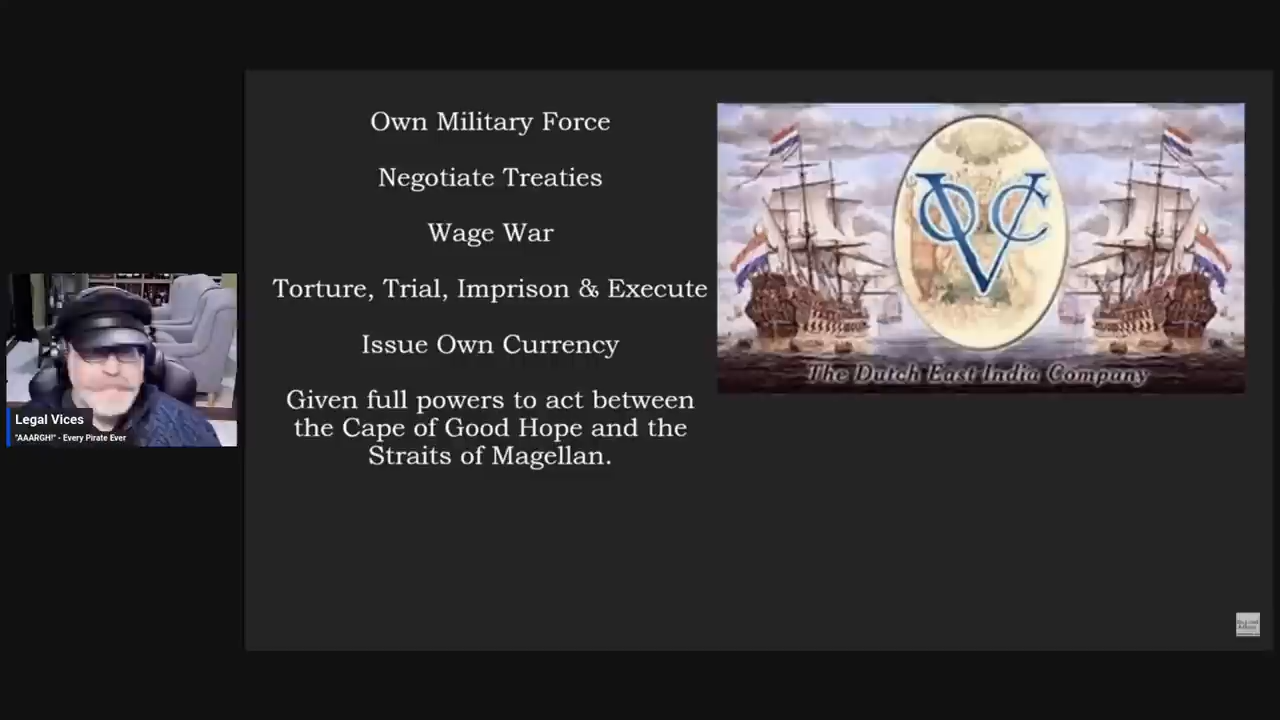 Own Military Force
Negotiate Treaties
Wage War
Torture, Trial, Imprison & Execute
Issue Own Currency
Given full powers to act between
the Cape of Good Hope and the
Straits of Magellan.
VOC
The Dutch East India Company
Legal Vices
"AAARGH!" - Every Pirate Ever